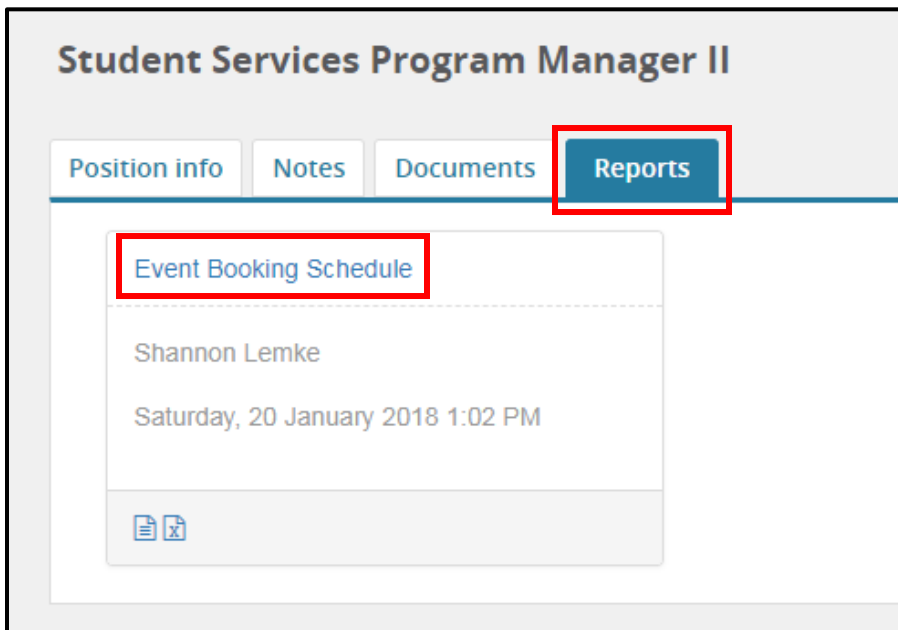 Student Services Program Manager II
Position info Notes Documents Reports
Event Booking Schedule
Shannon Lemke
Saturday, 20 January 2018 1:02 PM